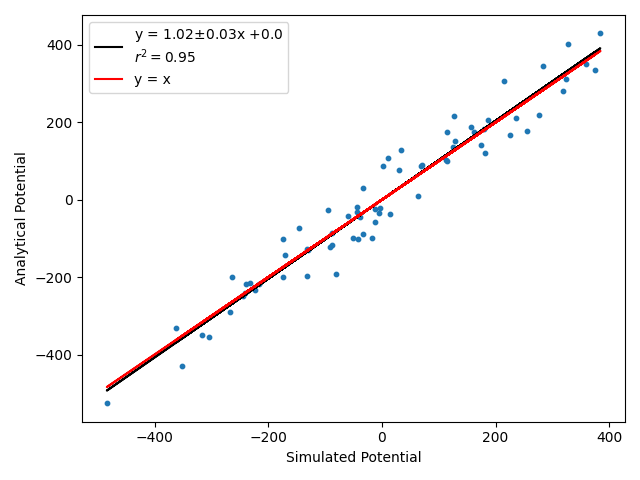 y = 1.02±0.03x +0.0
r² = 0.95
y = x
400
200
0
−200
−400
Analytical Potential
−400 −200 0 200 400
Simulated Potential